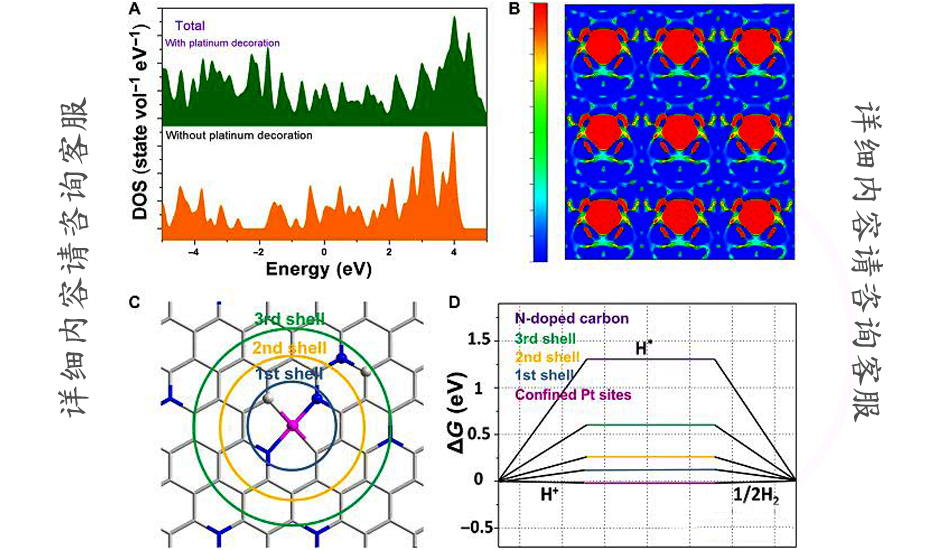 A
Total
With platinum decoration
Without platinum decoration
DOS (state vol⁻¹ eV⁻¹)
−4
−2
0
2
4
Energy (eV)
B
C
3rd shell
2nd shell
1st shell
D
N-doped carbon
3rd shell
2nd shell
1st shell
Confined Pt sites
H*
H⁺
1/2H₂
1.5
1
0.5
0
−0.5
ΔG (eV)
详细内容请咨询客服
详细内容请咨询客服